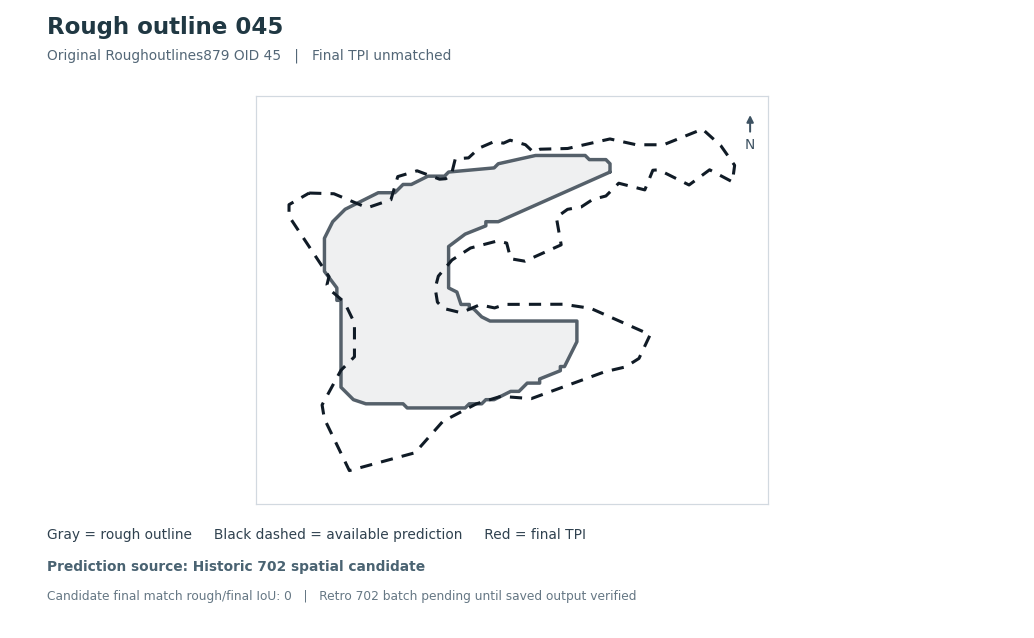 Rough outline 045
Original Roughoutlines879 OID 45   |   Final TPI unmatched
N
Gray = rough outline     Black dashed = available prediction     Red = final TPI
Prediction source: Historic 702 spatial candidate
Candidate final match rough/final IoU: 0   |   Retro 702 batch pending until saved output verified